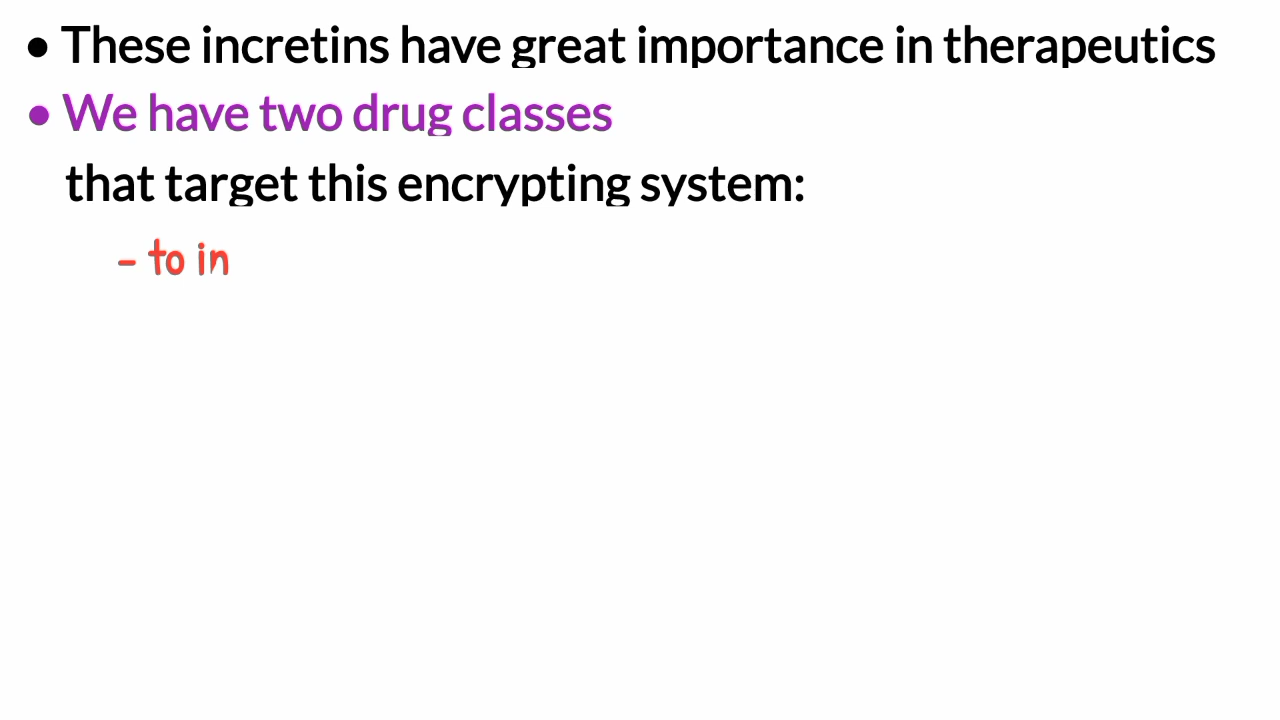 • These incretins have great importance in therapeutics
• We have two drug classes
that target this encrypting system:
- to in